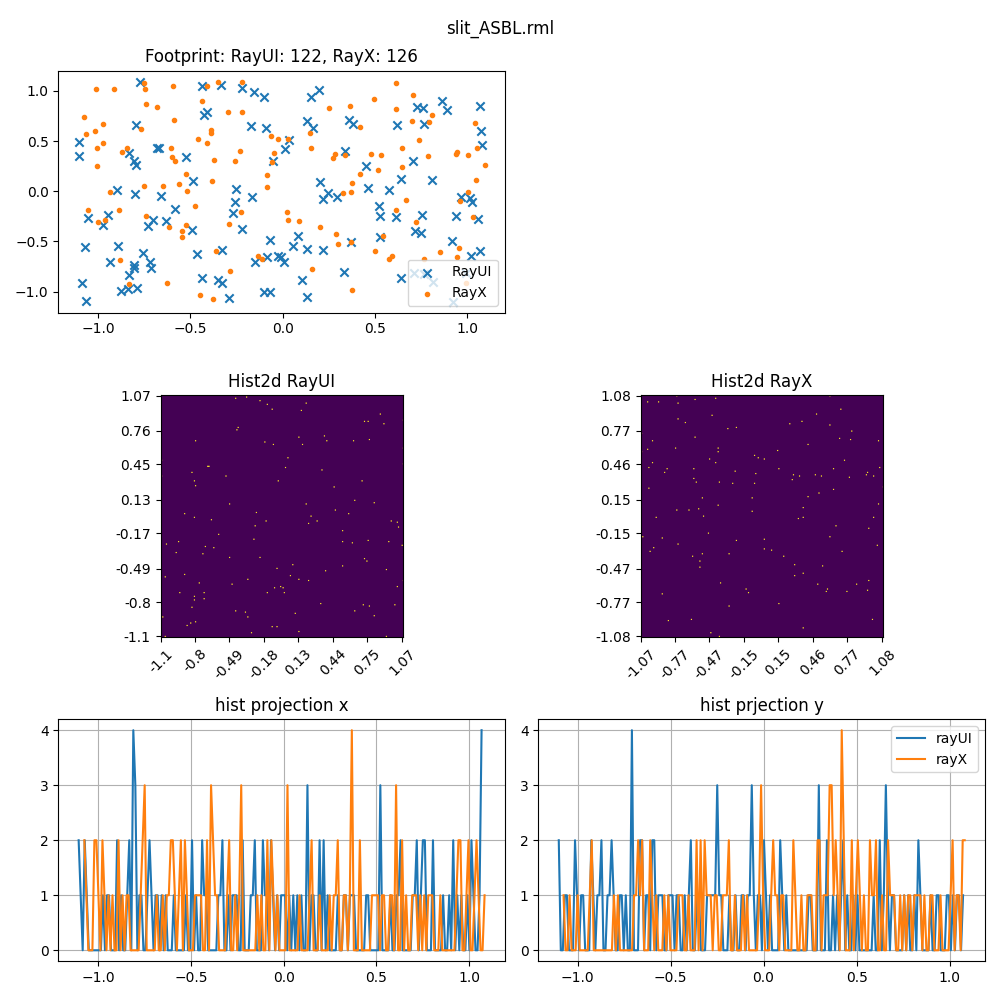 slit_ASBL.rml
Footprint: RayUI: 122, RayX: 126
1.0
0.5
0.0
−0.5
−1.0
−1.0 −0.5 0.0 0.5 1.0
RayUI
RayX
Hist2d RayUI
1.07
0.76
0.45
0.13
-0.17
-0.49
-0.8
-1.1
-1.1 -0.8 -0.49 -0.18 0.13 0.44 0.75 1.07
Hist2d RayX
1.08
0.77
0.46
0.15
-0.15
-0.47
-0.77
-1.08
-1.07 -0.77 -0.47 -0.15 0.15 0.46 0.77 1.08
hist projection x
4
3
2
1
0
−1.0 −0.5 0.0 0.5 1.0
hist prjection y
4
3
2
1
0
−1.0 −0.5 0.0 0.5 1.0
rayUI
rayX